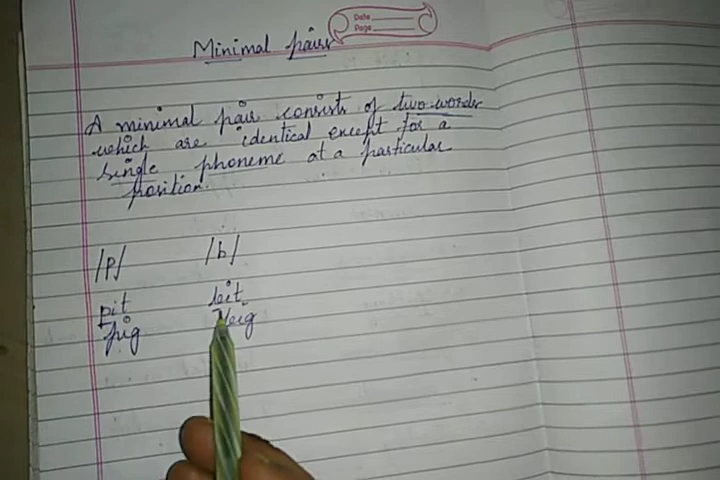 Date
Page
Minimal pairs
A minimal pair consists of two words
which are identical except for a
single phoneme at a particular
position.
/p/ /b/
pit bit
pig big